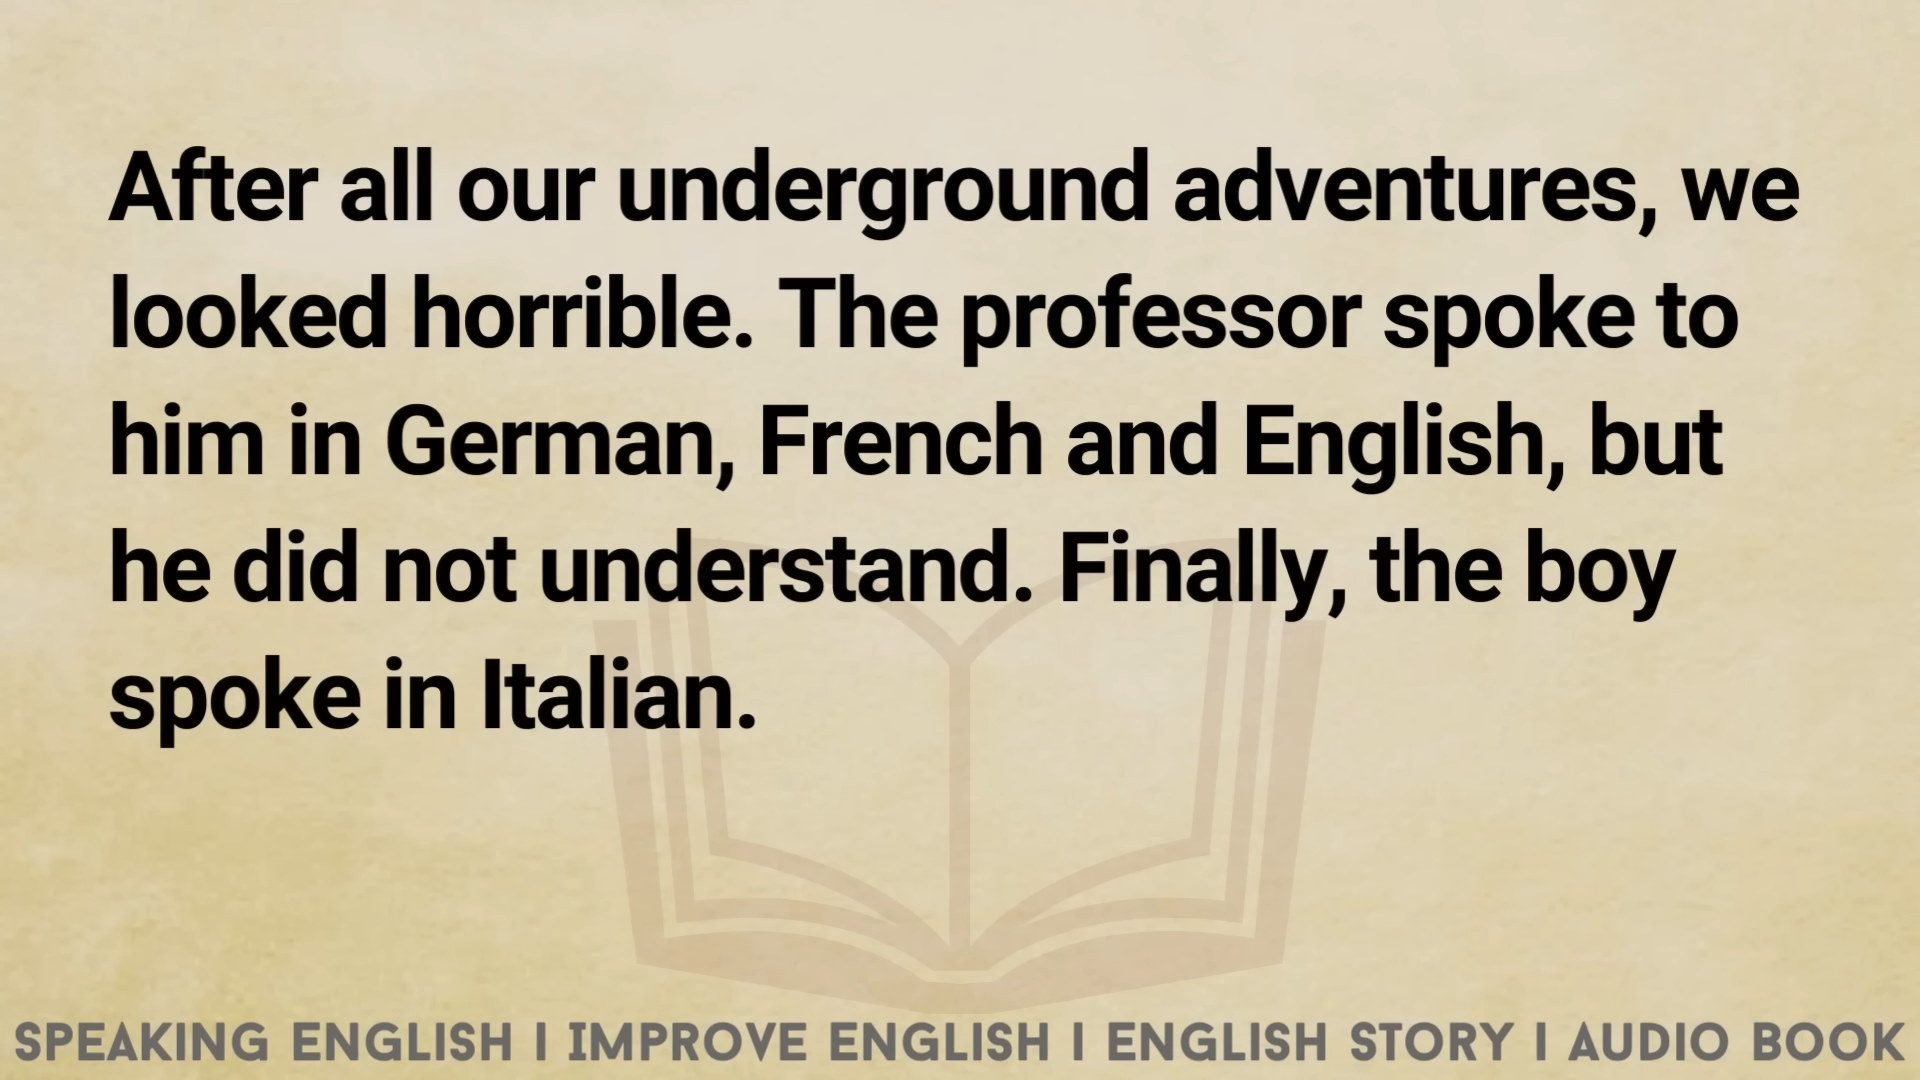 After all our underground adventures, we
looked horrible. The professor spoke to
him in German, French and English, but
he did not understand. Finally, the boy
spoke in Italian.
SPEAKING ENGLISH I IMPROVE ENGLISH I ENGLISH STORY I AUDIO BOOK